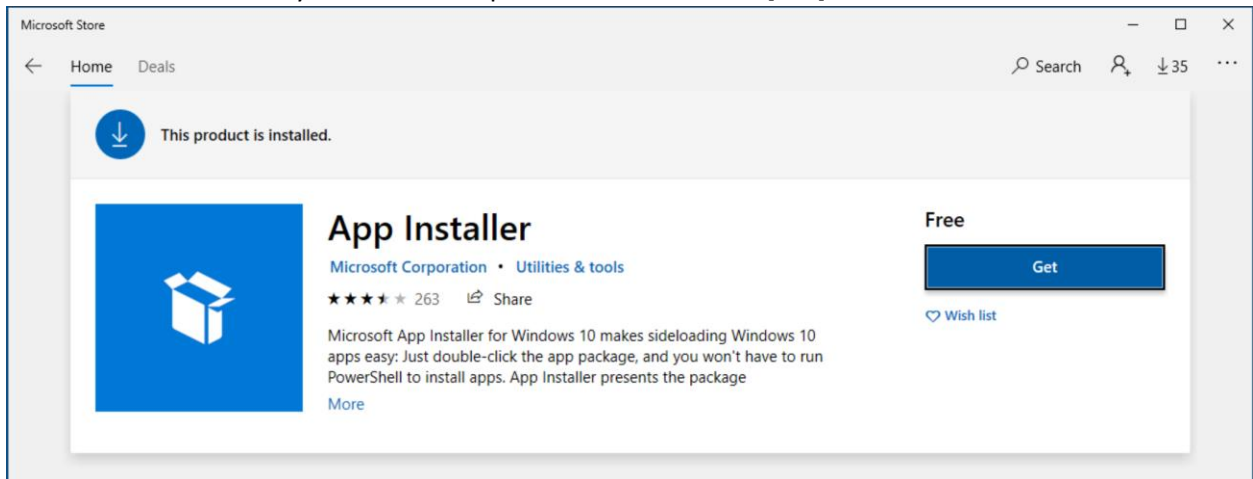 Microsoft Store
Home Deals Search 35 ...
This product is installed.
App Installer
Microsoft Corporation • Utilities & tools
★★★★★ 263 Share
Microsoft App Installer for Windows 10 makes sideloading Windows 10
apps easy: Just double-click the app package, and you won't have to run
PowerShell to install apps. App Installer presents the package
More
Free
Get
Wish list